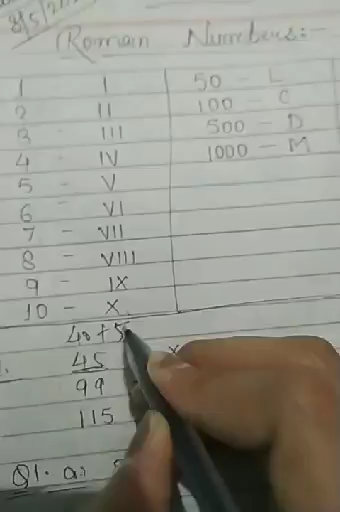 Roman Numbers:-
1 I 50 - L
2 - II 100 - C
3 - III 500 - D
4 - IV 1000 - M
5 - V
6 - VI
7 - VII
8 - VIII
9 - IX
10 - X
40+5
45
99
115
Q1. a)